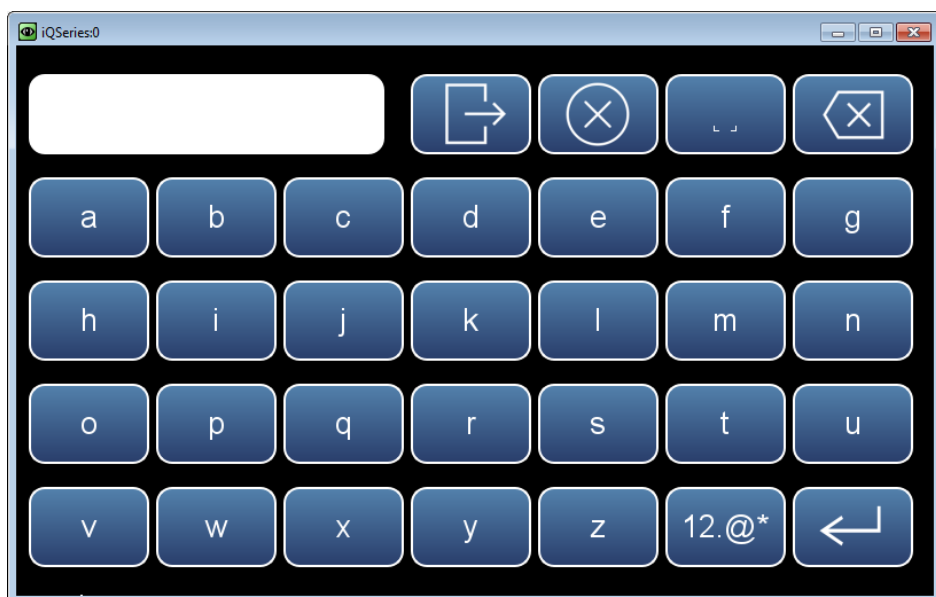 iQSeries:0
a b c d e f g
h i j k l m n
o p q r s t u
v w x y z 12.@*